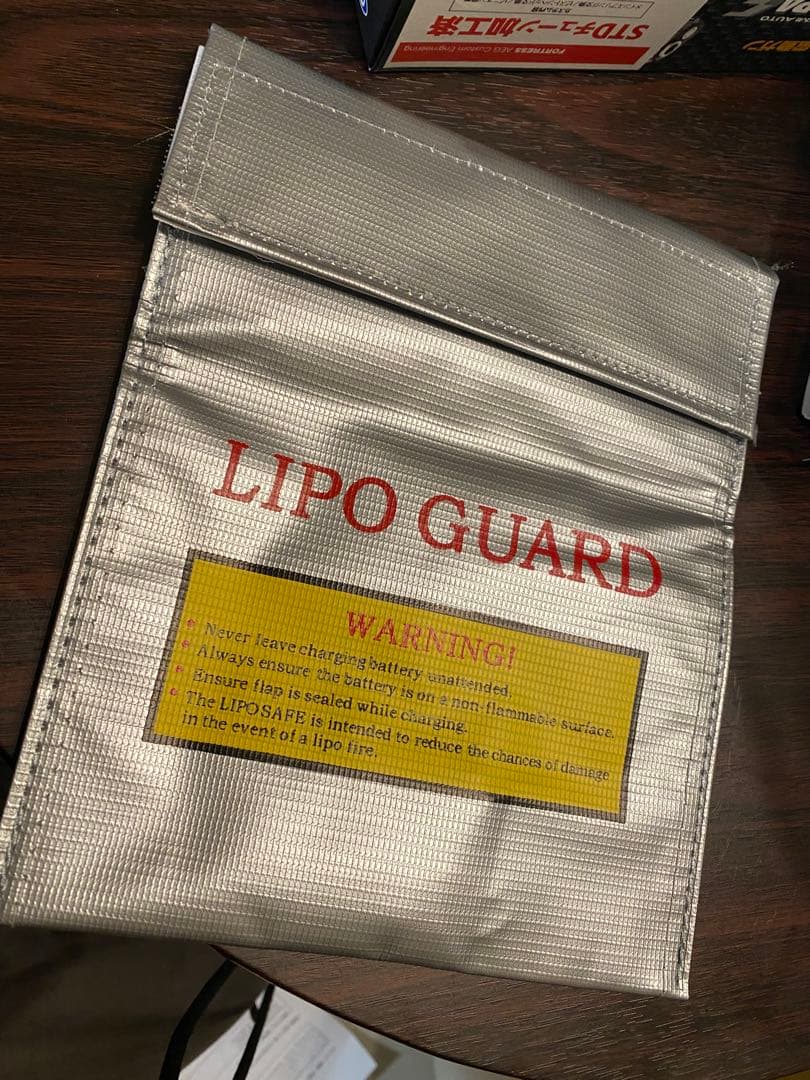 STDチューン加工済
FORTRESS AEG Custom Engineering
LIPO GUARD
WARNING!
• Never leave charging battery unattended,
• Always ensure the battery is on a non-flammable surface.
• Ensure flap is sealed while charging.
• The LIPOSAFE is intended to reduce the chances of damage
in the event of a lipo fire.